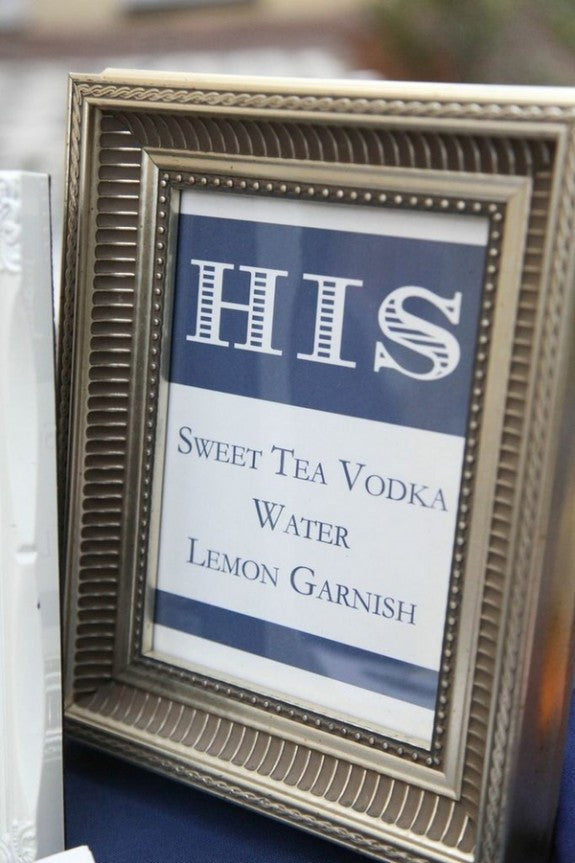 HIS
SWEET TEA VODKA
WATER
LEMON GARNISH